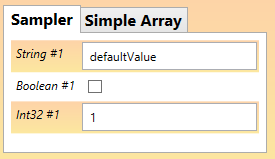 Sampler Simple Array
String #1 defaultValue
Boolean #1
Int32 #1 1